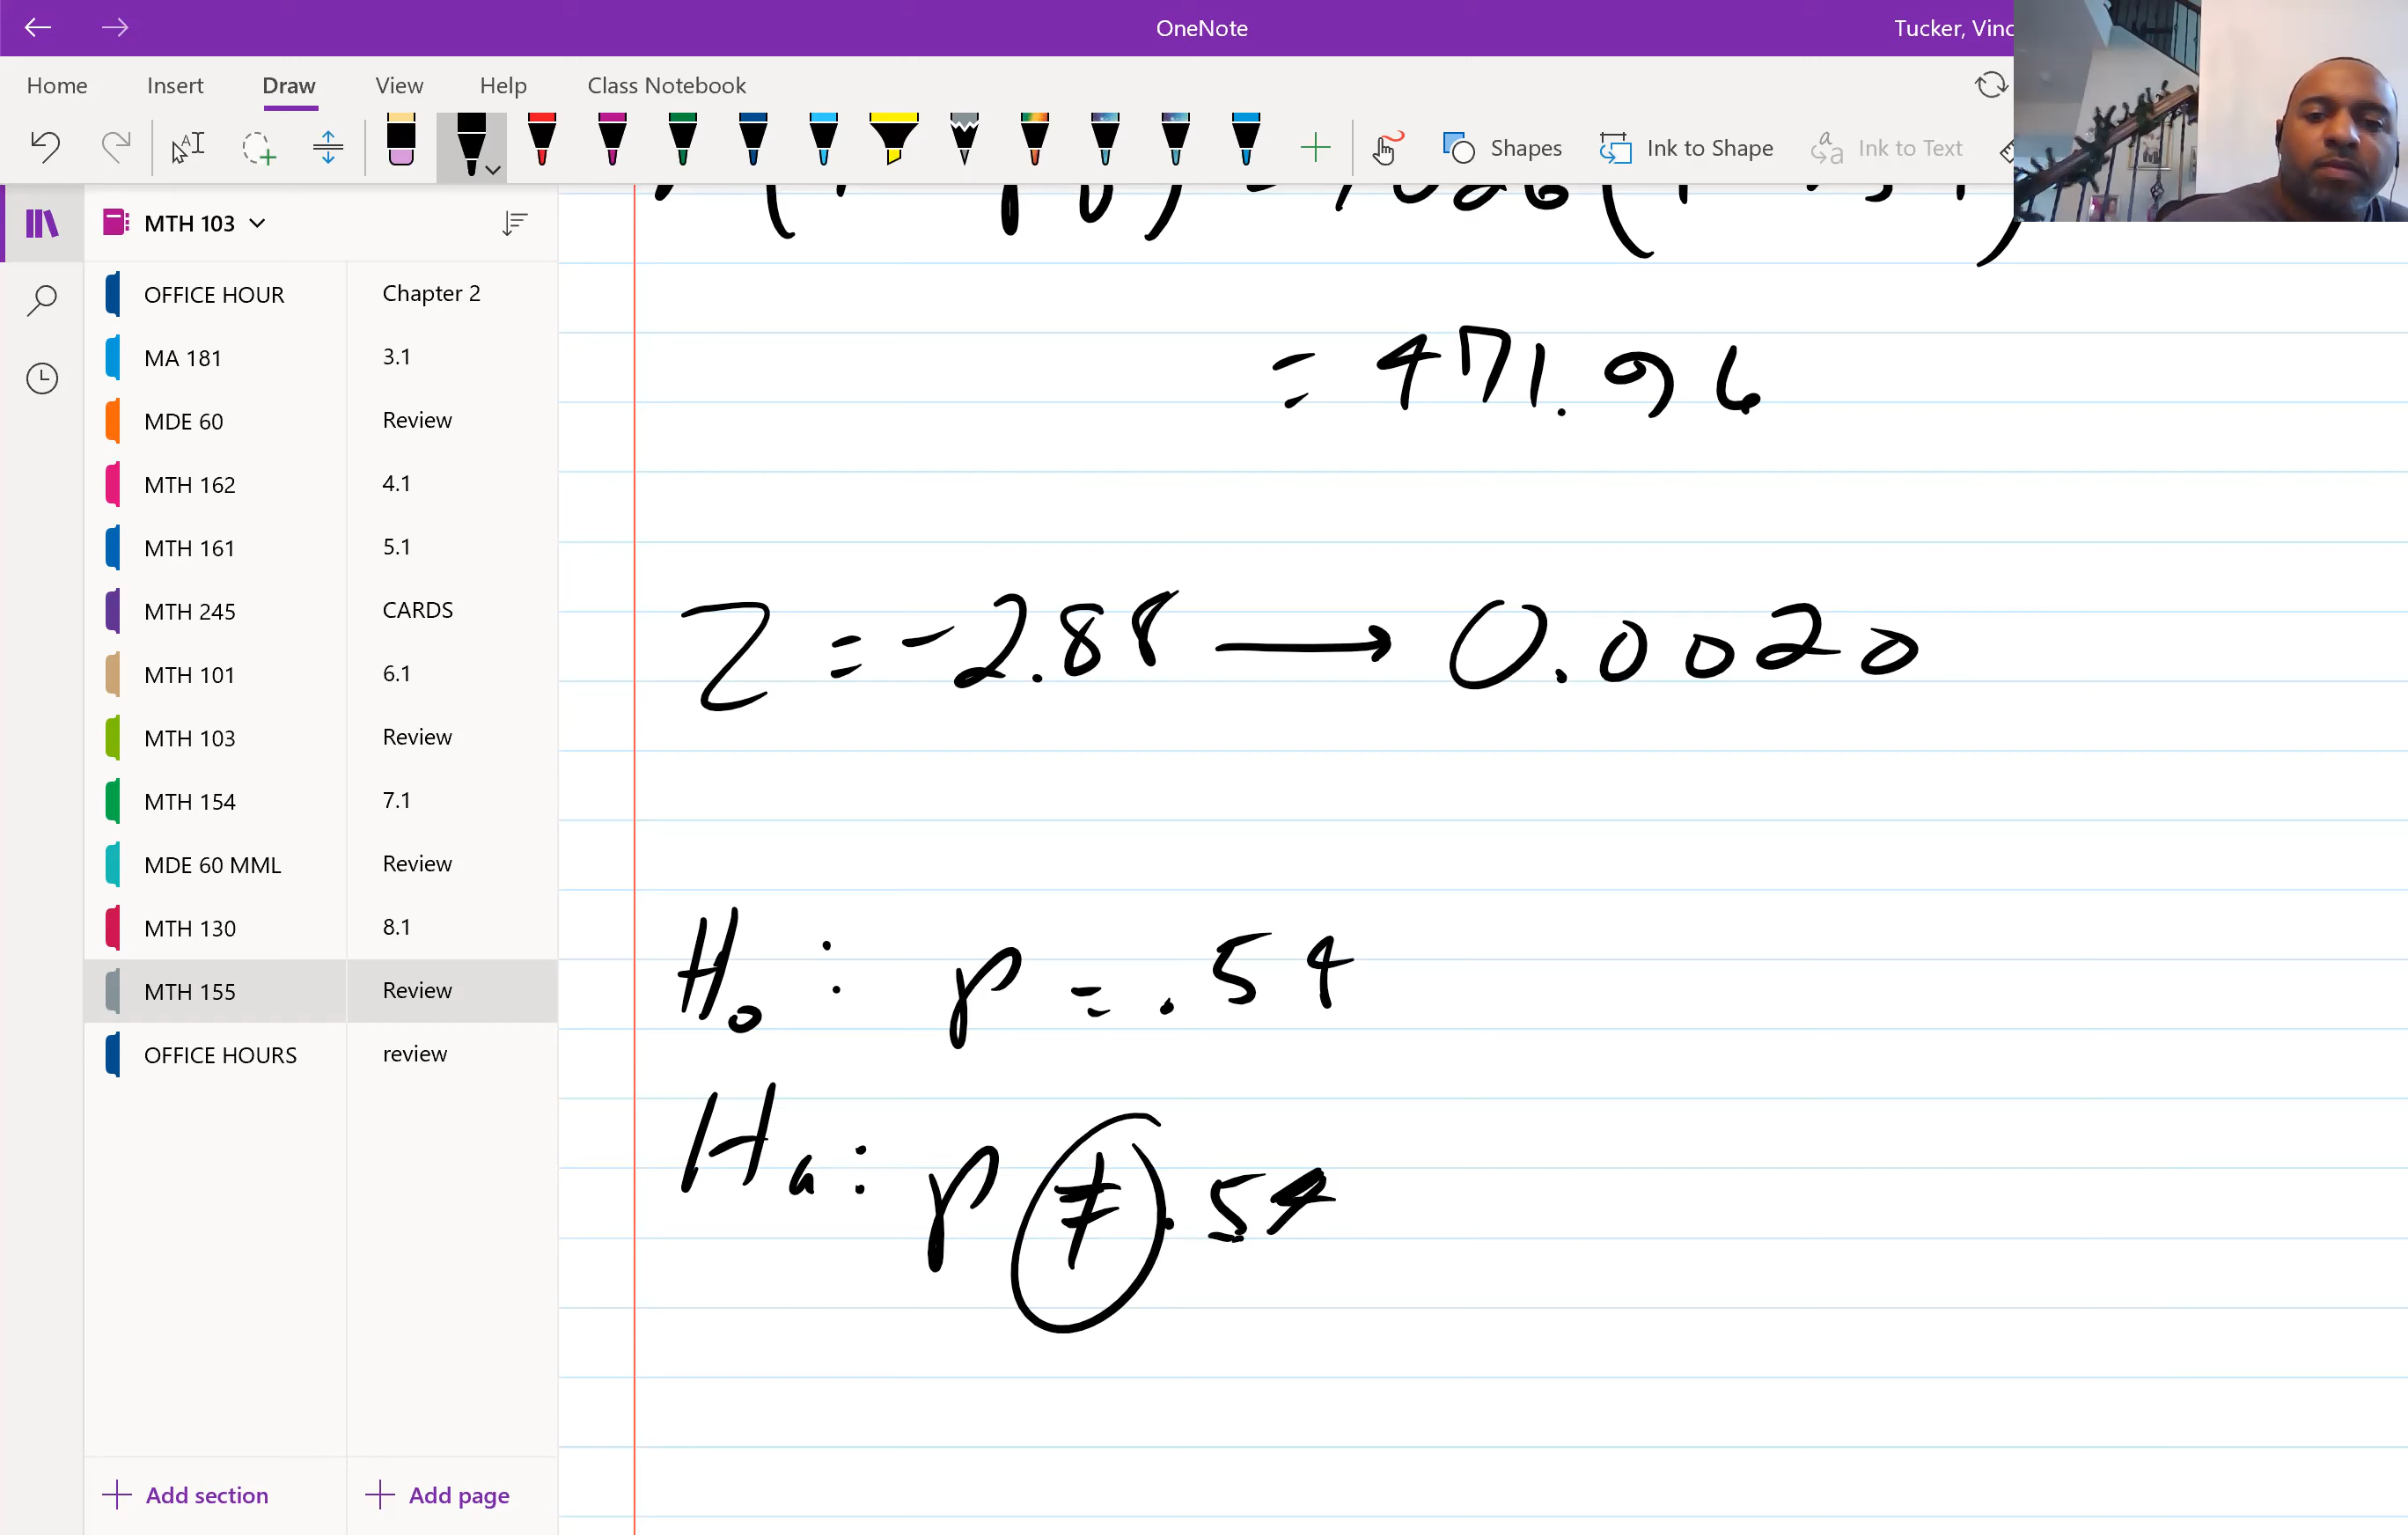 OneNote
Tucker, Vinc
Home Insert Draw View Help Class Notebook
Shapes Ink to Shape Ink to Text
MTH 103
OFFICE HOUR Chapter 2
MA 181 3.1
MDE 60 Review
MTH 162 4.1
MTH 161 5.1
MTH 245 CARDS
MTH 101 6.1
MTH 103 Review
MTH 154 7.1
MDE 60 MML Review
MTH 130 8.1
MTH 155 Review
OFFICE HOURS review
Add section Add page
= 471.96
Z = -2.88 → 0.0020
H₀: p = .54
Hₐ: p ≠ .54